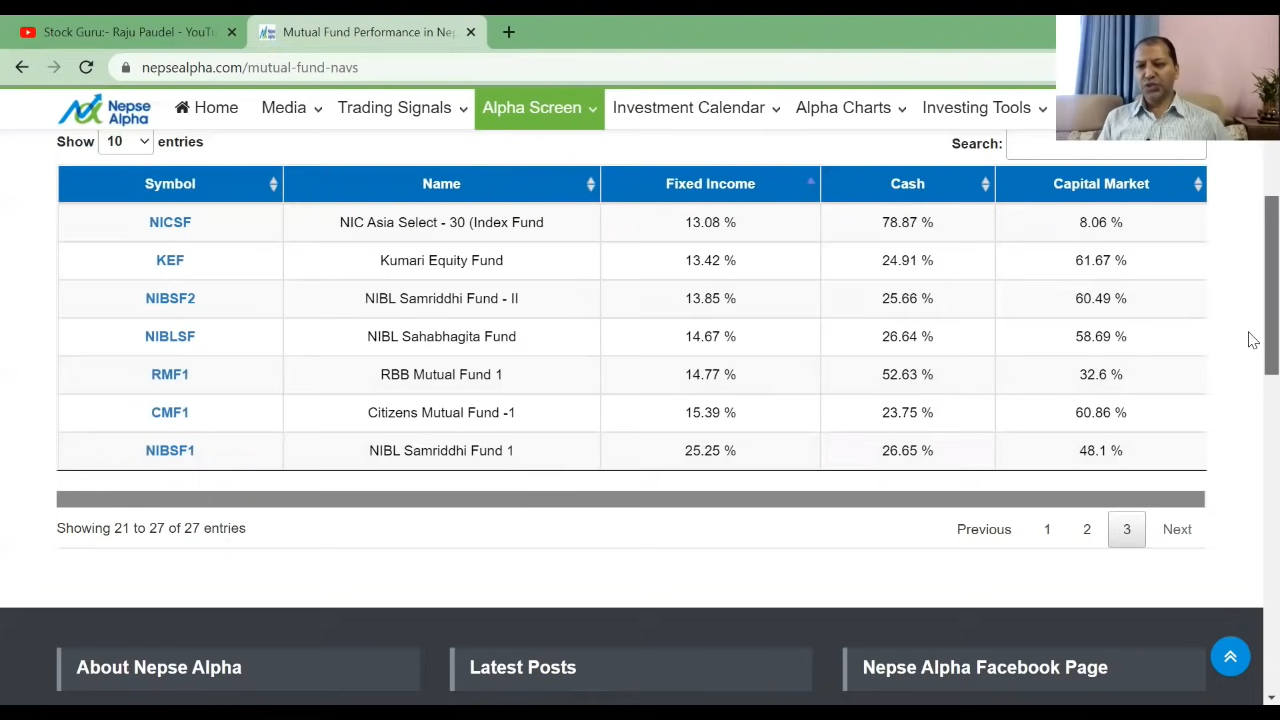 Stock Guru:- Raju Paudel - YouTu
Mutual Fund Performance in Nep
nepsealpha.com/mutual-fund-navs
Nepse Alpha
Home Media Trading Signals Alpha Screen Investment Calendar Alpha Charts Investing Tools
Show 10 entries
Search:
Symbol Name Fixed Income Cash Capital Market
NICSF NIC Asia Select - 30 (Index Fund 13.08 % 78.87 % 8.06 %
KEF Kumari Equity Fund 13.42 % 24.91 % 61.67 %
NIBSF2 NIBL Samriddhi Fund - II 13.85 % 25.66 % 60.49 %
NIBLSF NIBL Sahabhagita Fund 14.67 % 26.64 % 58.69 %
RMF1 RBB Mutual Fund 1 14.77 % 52.63 % 32.6 %
CMF1 Citizens Mutual Fund -1 15.39 % 23.75 % 60.86 %
NIBSF1 NIBL Samriddhi Fund 1 25.25 % 26.65 % 48.1 %
Showing 21 to 27 of 27 entries
Previous 1 2 3 Next
About Nepse Alpha
Latest Posts
Nepse Alpha Facebook Page